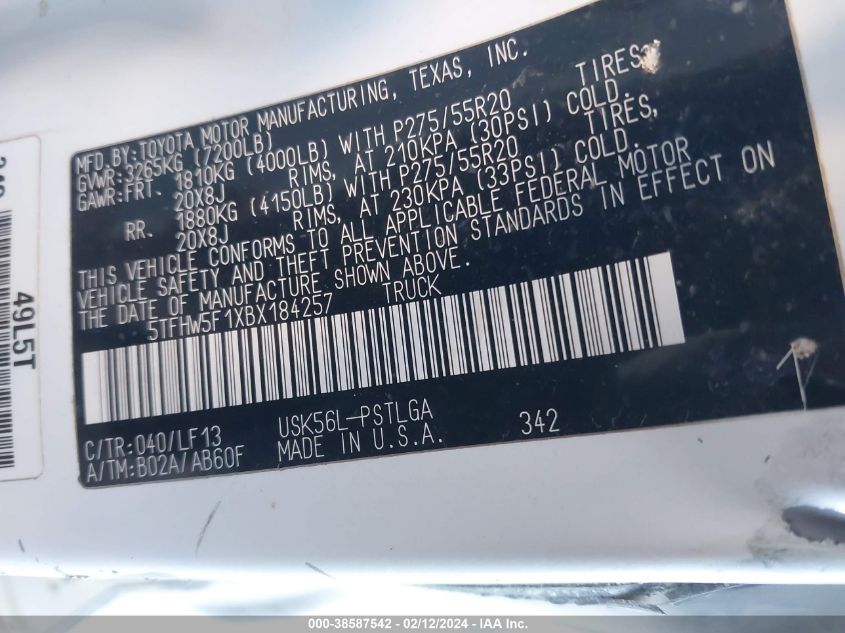 MFD.BY:TOYOTA MOTOR MANUFACTURING, TEXAS, INC.
GVWR:3265KG (7200LB)
GAWR:FRT. 1810KG (4000LB) WITH P275/55R20 TIRES
20X8J RIMS, AT 210KPA (30PSI) COLD.
RR. 1880KG (4150LB) WITH P275/55R20 TIRES,
20X8J RIMS, AT 230KPA (33PSI) COLD.
THIS VEHICLE CONFORMS TO ALL APPLICABLE FEDERAL MOTOR
VEHICLE SAFETY AND THEFT PREVENTION STANDARDS IN EFFECT ON
THE DATE OF MANUFACTURE SHOWN ABOVE.
5TFHW5F1XBX184257 TRUCK
C/TR:040/LF13 USK56L-PSTLGA 342
A/TM:B02A/AB60F MADE IN U.S.A.
49L5T
000-38587542 - 02/12/2024 - IAA Inc.